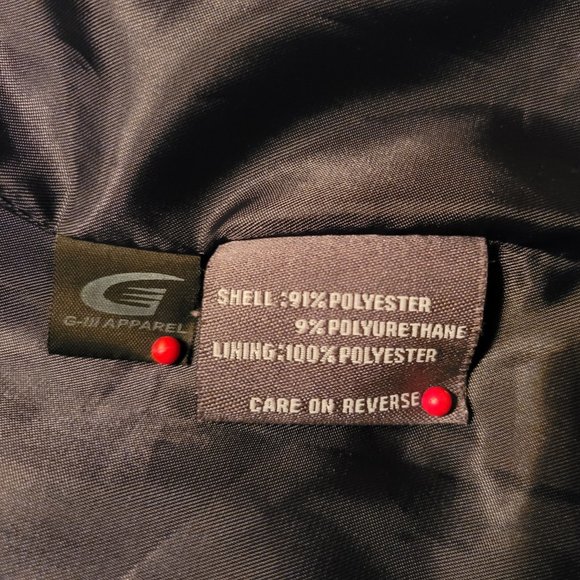 G-III APPAREL
SHELL:91% POLYESTER
9% POLYURETHANE
LINING:100% POLYESTER
CARE ON REVERSE